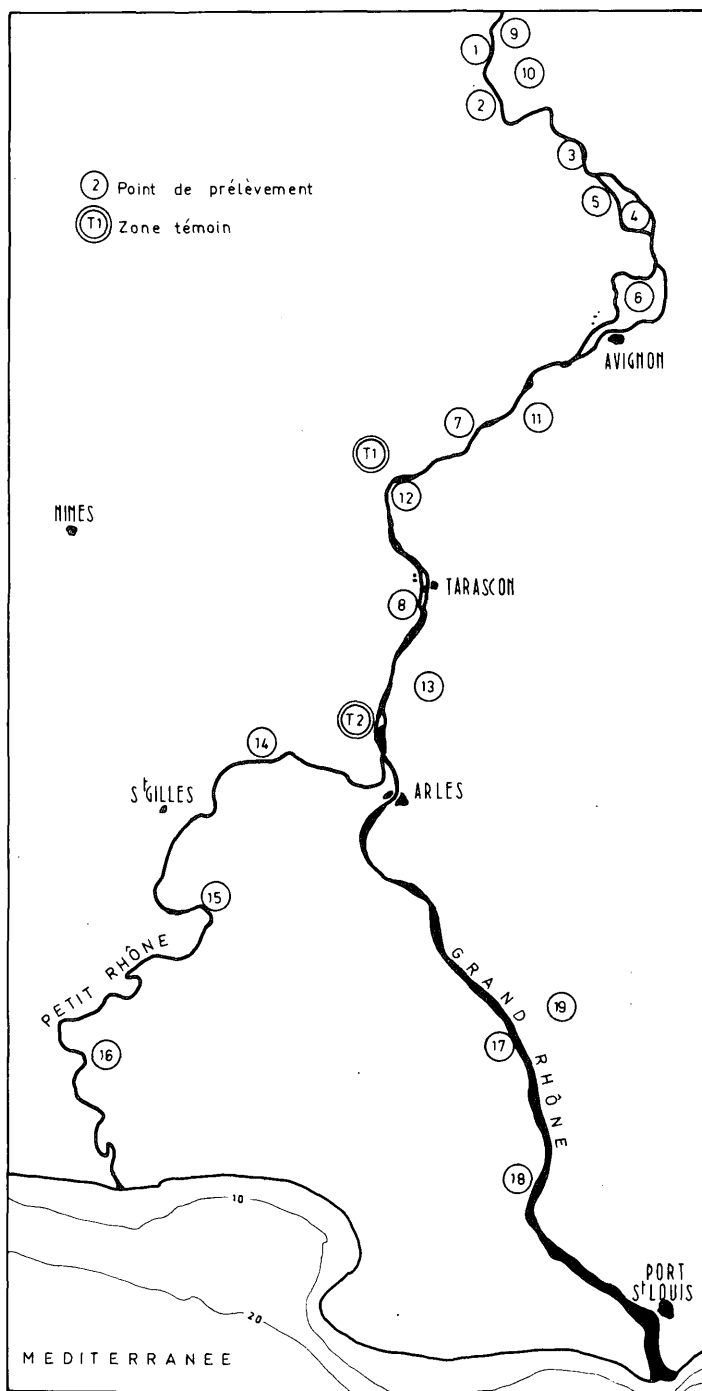 9
1
10
2
3
2 Point de prélèvement
5
4
T1 Zone témoin
6
AVIGNON
7
11
T1
12
NIMES
TARASCON
8
13
T2
14
St GILLES
ARLES
15
PETIT RHÔNE
GRAND RHÔNE
19
17
16
18
10
PORT
St LOUIS
20
MEDITERRANEE